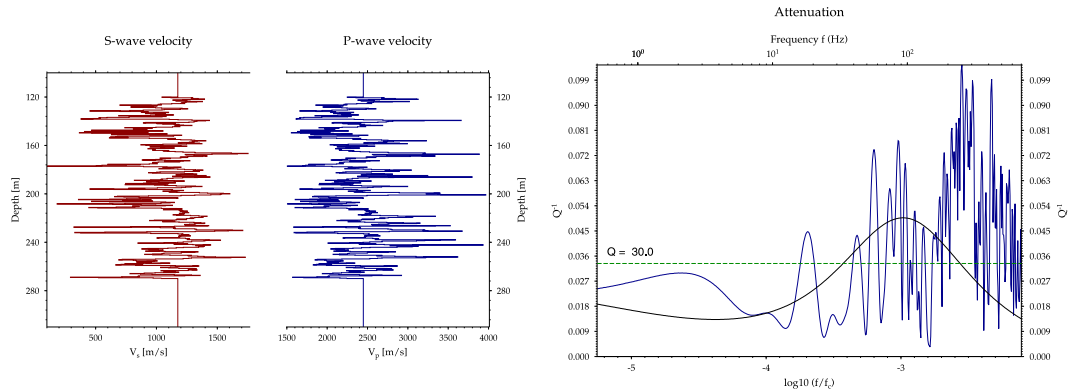 Attenuation
S-wave velocity
P-wave velocity
Frequency f (Hz)
10⁰ 10¹ 10²
120 160 200 240 280
Depth [m]
500 1000 1500
Vs [m/s]
1500 2000 2500 3000 3500 4000
Vp [m/s]
120 160 200 240 280
Depth [m]
0.099 0.090 0.081 0.072 0.063 0.054 0.045 0.036 0.027 0.018 0.009 0.000
Q⁻¹
Q = 30.0
0.099 0.090 0.081 0.072 0.063 0.054 0.045 0.036 0.027 0.018 0.009 0.000
Q⁻¹
-5 -4 -3
log10 (f/fc)